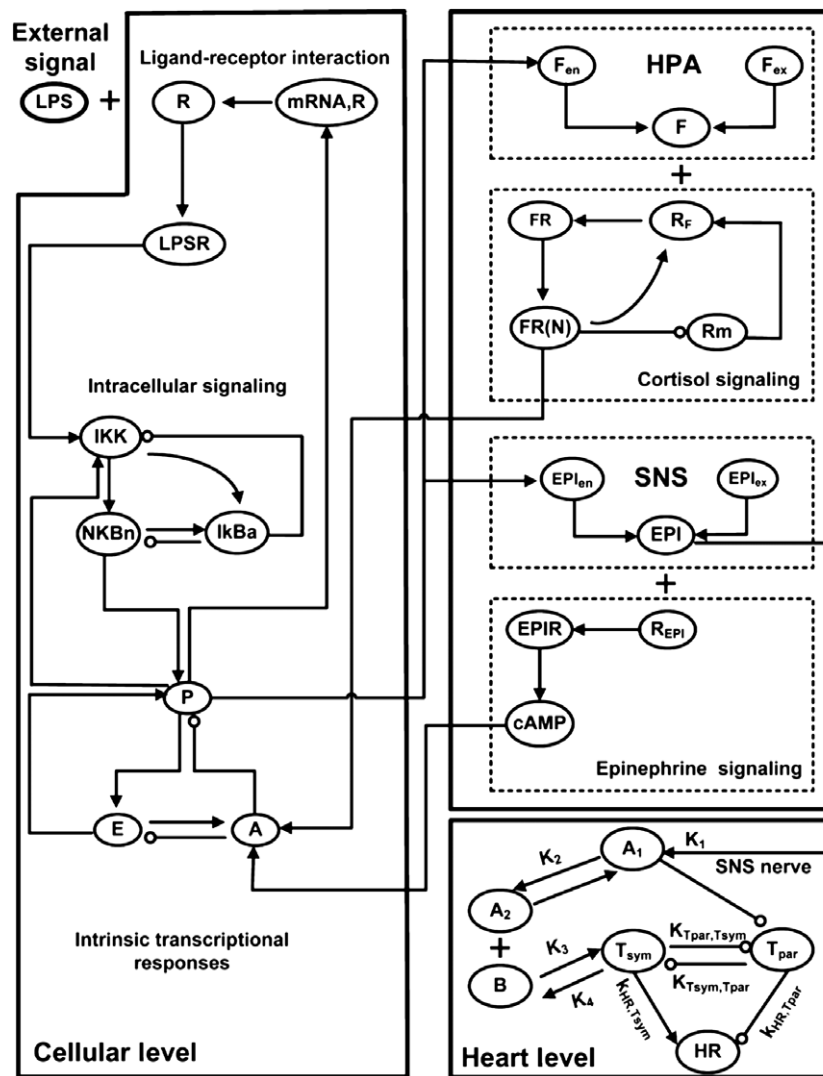 External
signal
LPS
+
Ligand-receptor interaction
R
mRNA,R
LPSR
Intracellular signaling
IKK
NKBn
IkBa
P
E
A
Intrinsic transcriptional
responses
Cellular level
Fen
HPA
Fex
F
+
FR
RF
FR(N)
Rm
Cortisol signaling
EPIen
SNS
EPIex
EPI
+
EPIR
REPI
cAMP
Epinephrine signaling
A1
K1
SNS nerve
K2
A2
+
B
K3
K4
Tsym
KTpar,Tsym
KTsym,Tpar
Tpar
kHR,Tsym
kHR,Tpar
HR
Heart level